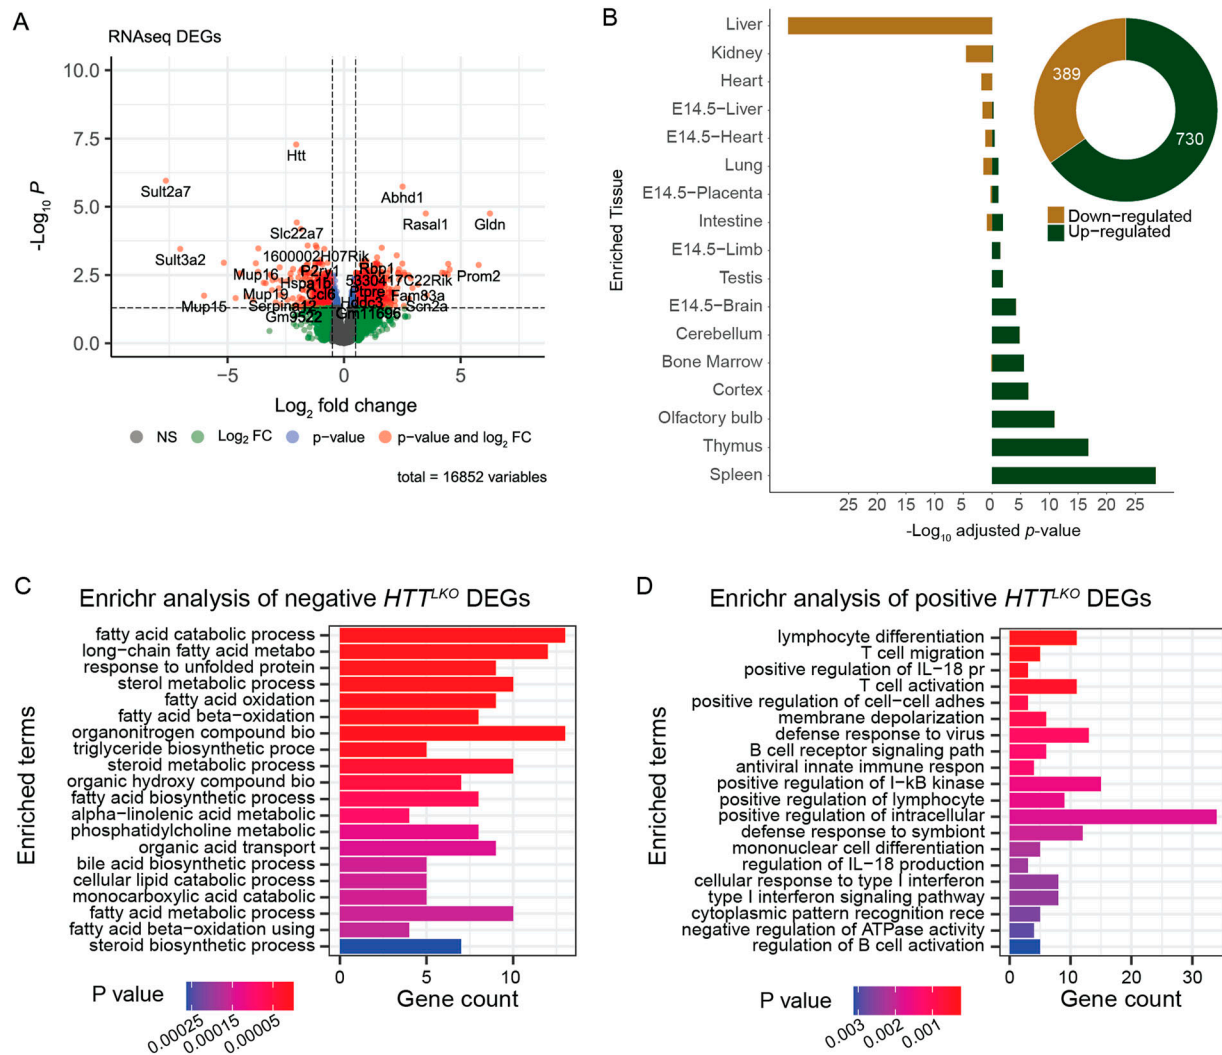 A
RNAseq DEGs
10.0
7.5
5.0
2.5
0.0
-Log10 P
Htt
Sult2a7
Abhd1
Rasal1
Gldn
Slc22a7
Sult3a2
1600002H07Rik
Mup16
P2ry1
Rbp1
Prom2
Hspa1b
5330417C22Rik
Mup19
Ccl6
Fam83a
Mup15
Serpina12
Scn2a
Gm9522
Gm11696
−5
0
5
Log2 fold change
NS
Log2 FC
p-value
p-value and log2 FC
total = 16852 variables
B
Enriched Tissue
Liver
Kidney
Heart
E14.5−Liver
E14.5−Heart
Lung
E14.5−Placenta
Intestine
E14.5−Limb
Testis
E14.5−Brain
Cerebellum
Bone Marrow
Cortex
Olfactory bulb
Thymus
Spleen
25 20 15 10 5 0 5 10 15 20 25
-Log10 adjusted p-value
389
730
Down−regulated
Up−regulated
C
Enrichr analysis of negative HTT^LKO DEGs
Enriched terms
fatty acid catabolic process
long−chain fatty acid metabo
response to unfolded protein
sterol metabolic process
fatty acid oxidation
fatty acid beta−oxidation
organonitrogen compound bio
triglyceride biosynthetic proce
steroid metabolic process
organic hydroxy compound bio
fatty acid biosynthetic process
alpha−linolenic acid metabolic
phosphatidylcholine metabolic
organic acid transport
bile acid biosynthetic process
cellular lipid catabolic process
monocarboxylic acid catabolic
fatty acid metabolic process
fatty acid beta−oxidation using
steroid biosynthetic process
0 5 10
Gene count
P value
0.00025
0.00015
0.00005
D
Enrichr analysis of positive HTT^LKO DEGs
Enriched terms
lymphocyte differentiation
T cell migration
positive regulation of IL−18 pr
T cell activation
positive regulation of cell−cell adhes
membrane depolarization
defense response to virus
B cell receptor signaling path
antiviral innate immune respon
positive regulation of I−kB kinase
positive regulation of lymphocyte
positive regulation of intracellular
defense response to symbiont
mononuclear cell differentiation
regulation of IL−18 production
cellular response to type I interferon
type I interferon signaling pathway
cytoplasmic pattern recognition rece
negative regulation of ATPase activity
regulation of B cell activation
0 10 20 30
Gene count
P value
0.003
0.002
0.001